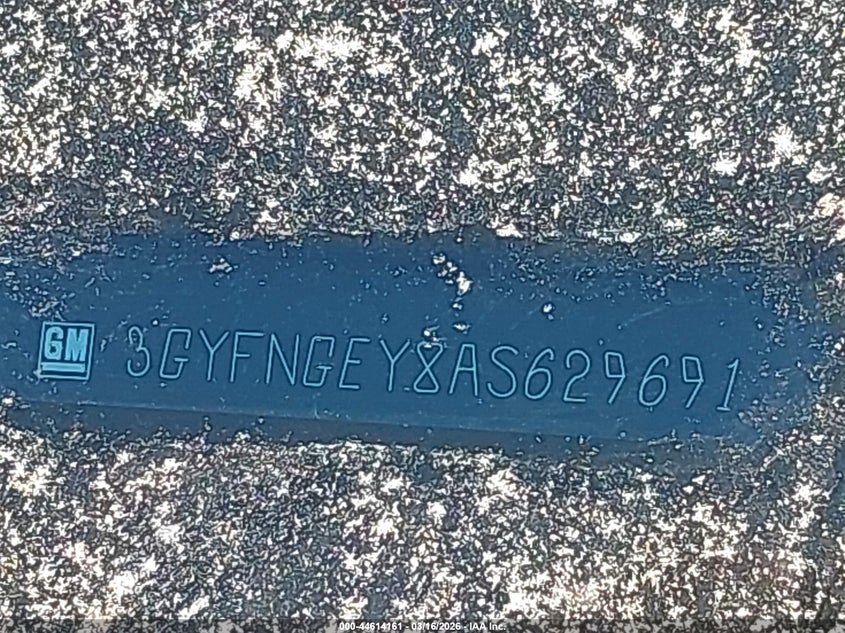 GM 3GYFNGEY8AS629691
000-44614161 - 03/16/2026 - IAA Inc.